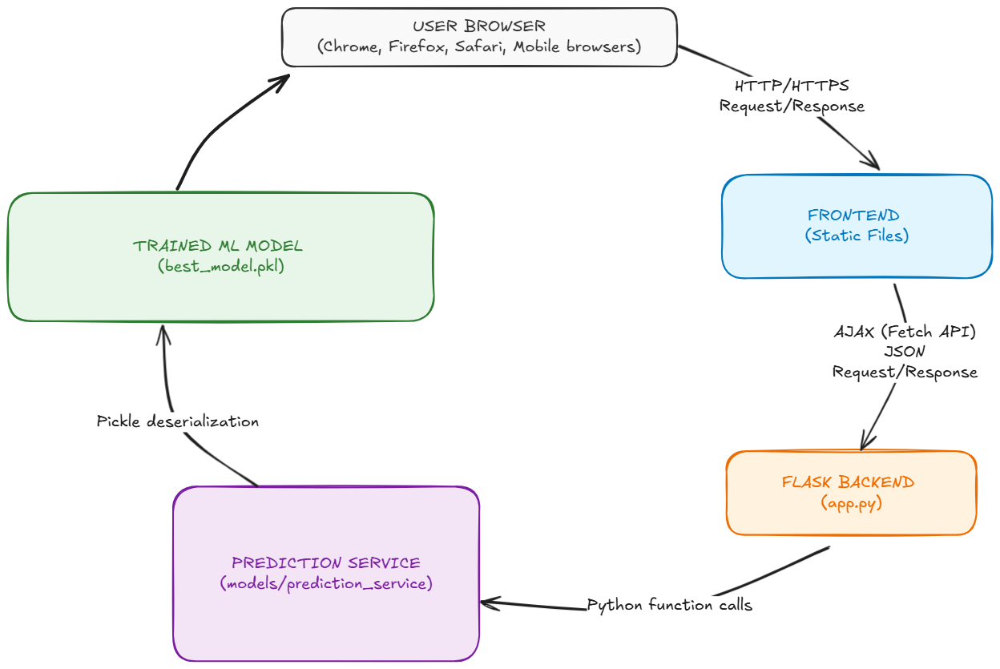 USER BROWSER
(Chrome, Firefox, Safari, Mobile browsers)
HTTP/HTTPS
Request/Response
FRONTEND
(Static Files)
TRAINED ML MODEL
(best_model.pkl)
AJAX (Fetch API)
JSON
Request/Response
Pickle deserialization
FLASK BACKEND
(app.py)
PREDICTION SERVICE
(models/prediction_service)
Python function calls